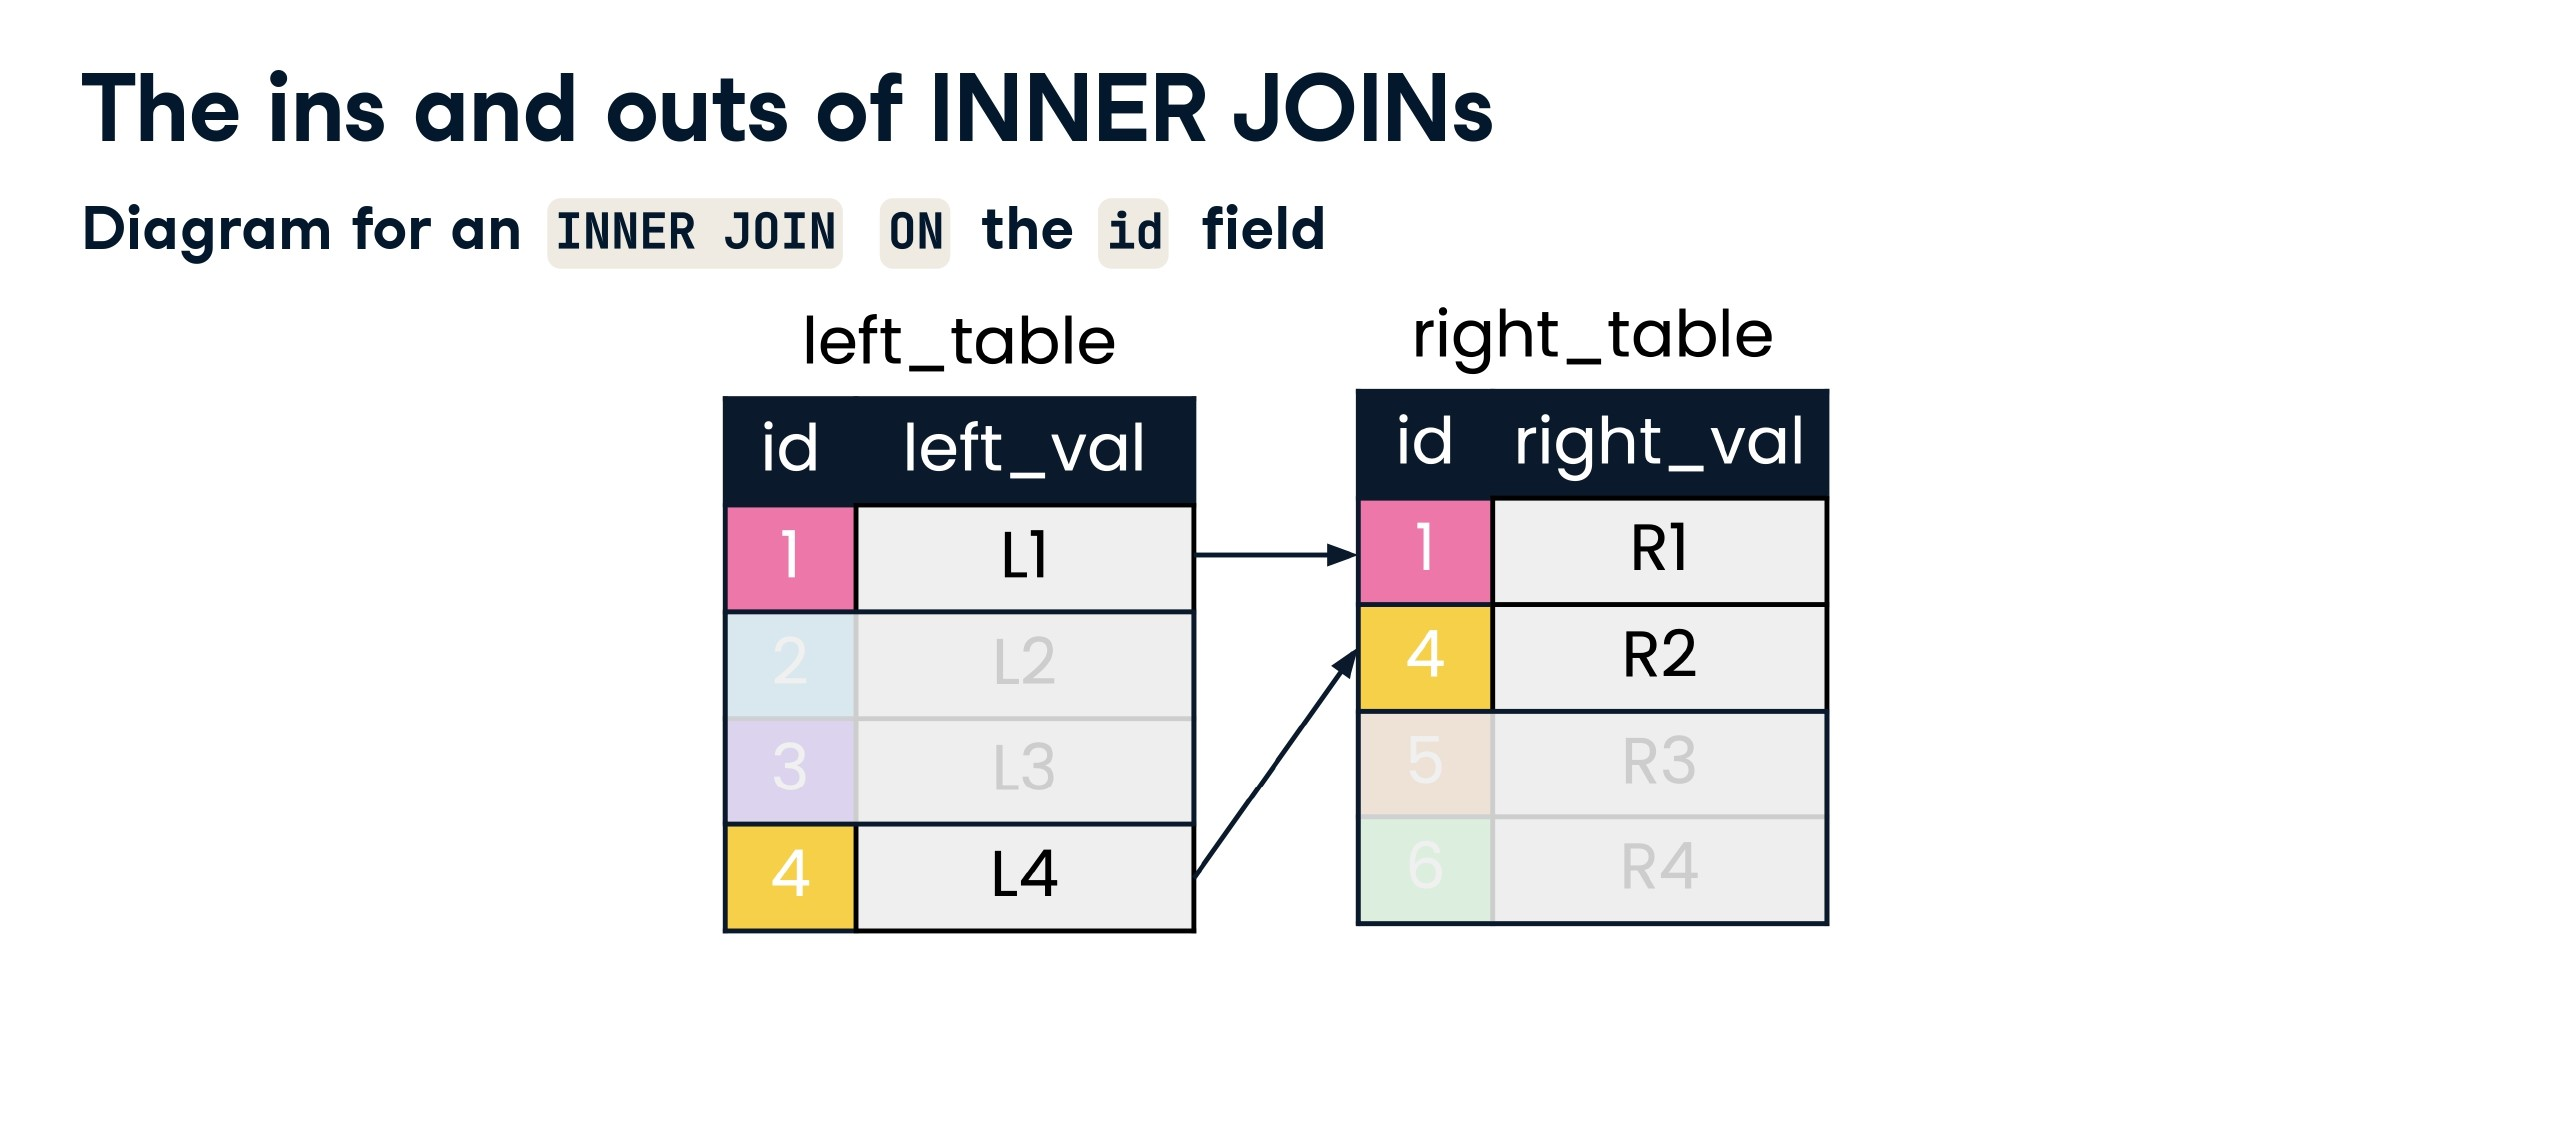 The ins and outs of INNER JOINs
Diagram for an INNER JOIN ON the id field
left_table
id left_val
1 L1
2 L2
3 L3
4 L4
right_table
id right_val
1 R1
4 R2
5 R3
6 R4